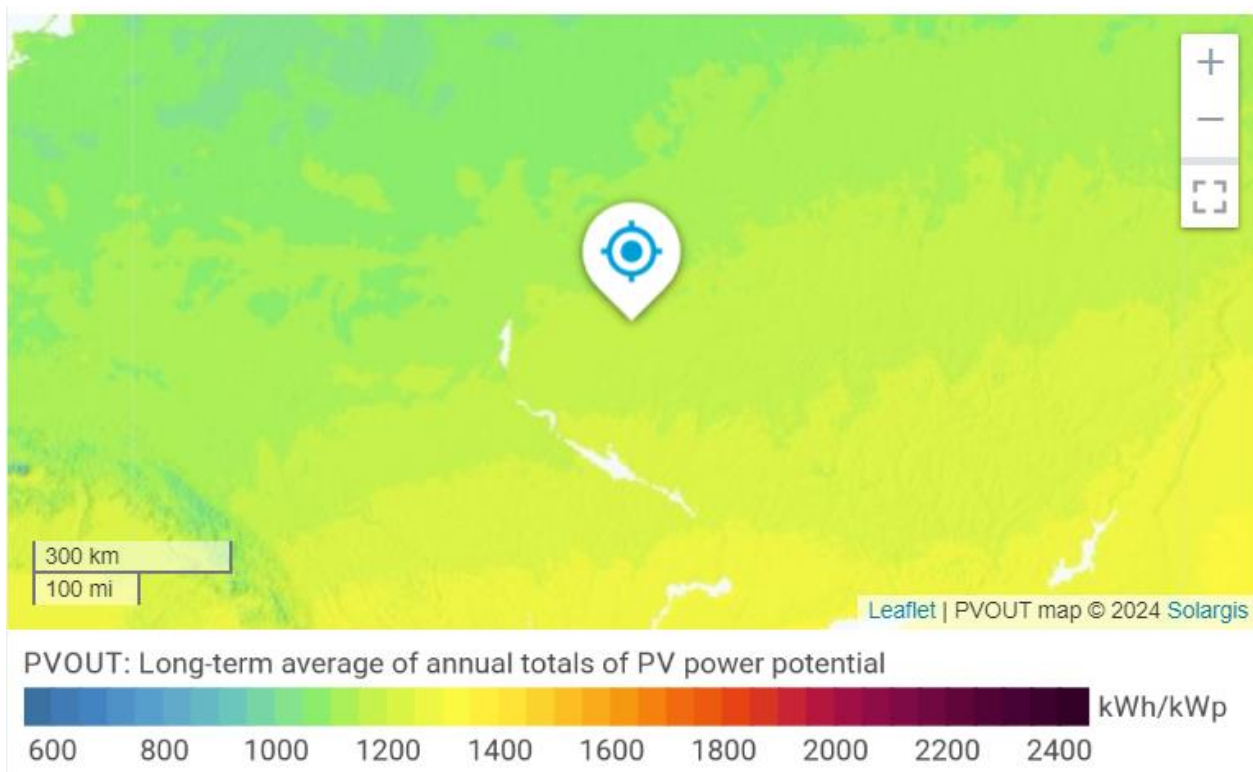 +
−
300 km
100 mi
Leaflet | PVOUT map © 2024 Solargis
PVOUT: Long-term average of annual totals of PV power potential
kWh/kWp
600 800 1000 1200 1400 1600 1800 2000 2200 2400